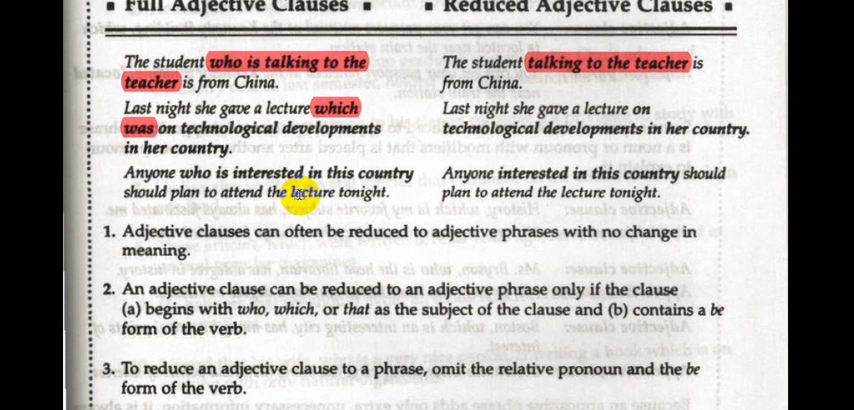 ▪ Full Adjective Clauses ▪
▪ Reduced Adjective Clauses ▪
The student who is talking to the
teacher is from China.
Last night she gave a lecture which
was on technological developments
in her country.
Anyone who is interested in this country
should plan to attend the lecture tonight.
The student talking to the teacher is
from China.
Last night she gave a lecture on
technological developments in her country.
Anyone interested in this country should
plan to attend the lecture tonight.
1. Adjective clauses can often be reduced to adjective phrases with no change in
meaning.
2. An adjective clause can be reduced to an adjective phrase only if the clause
(a) begins with who, which, or that as the subject of the clause and (b) contains a be
form of the verb.
3. To reduce an adjective clause to a phrase, omit the relative pronoun and the be
form of the verb.